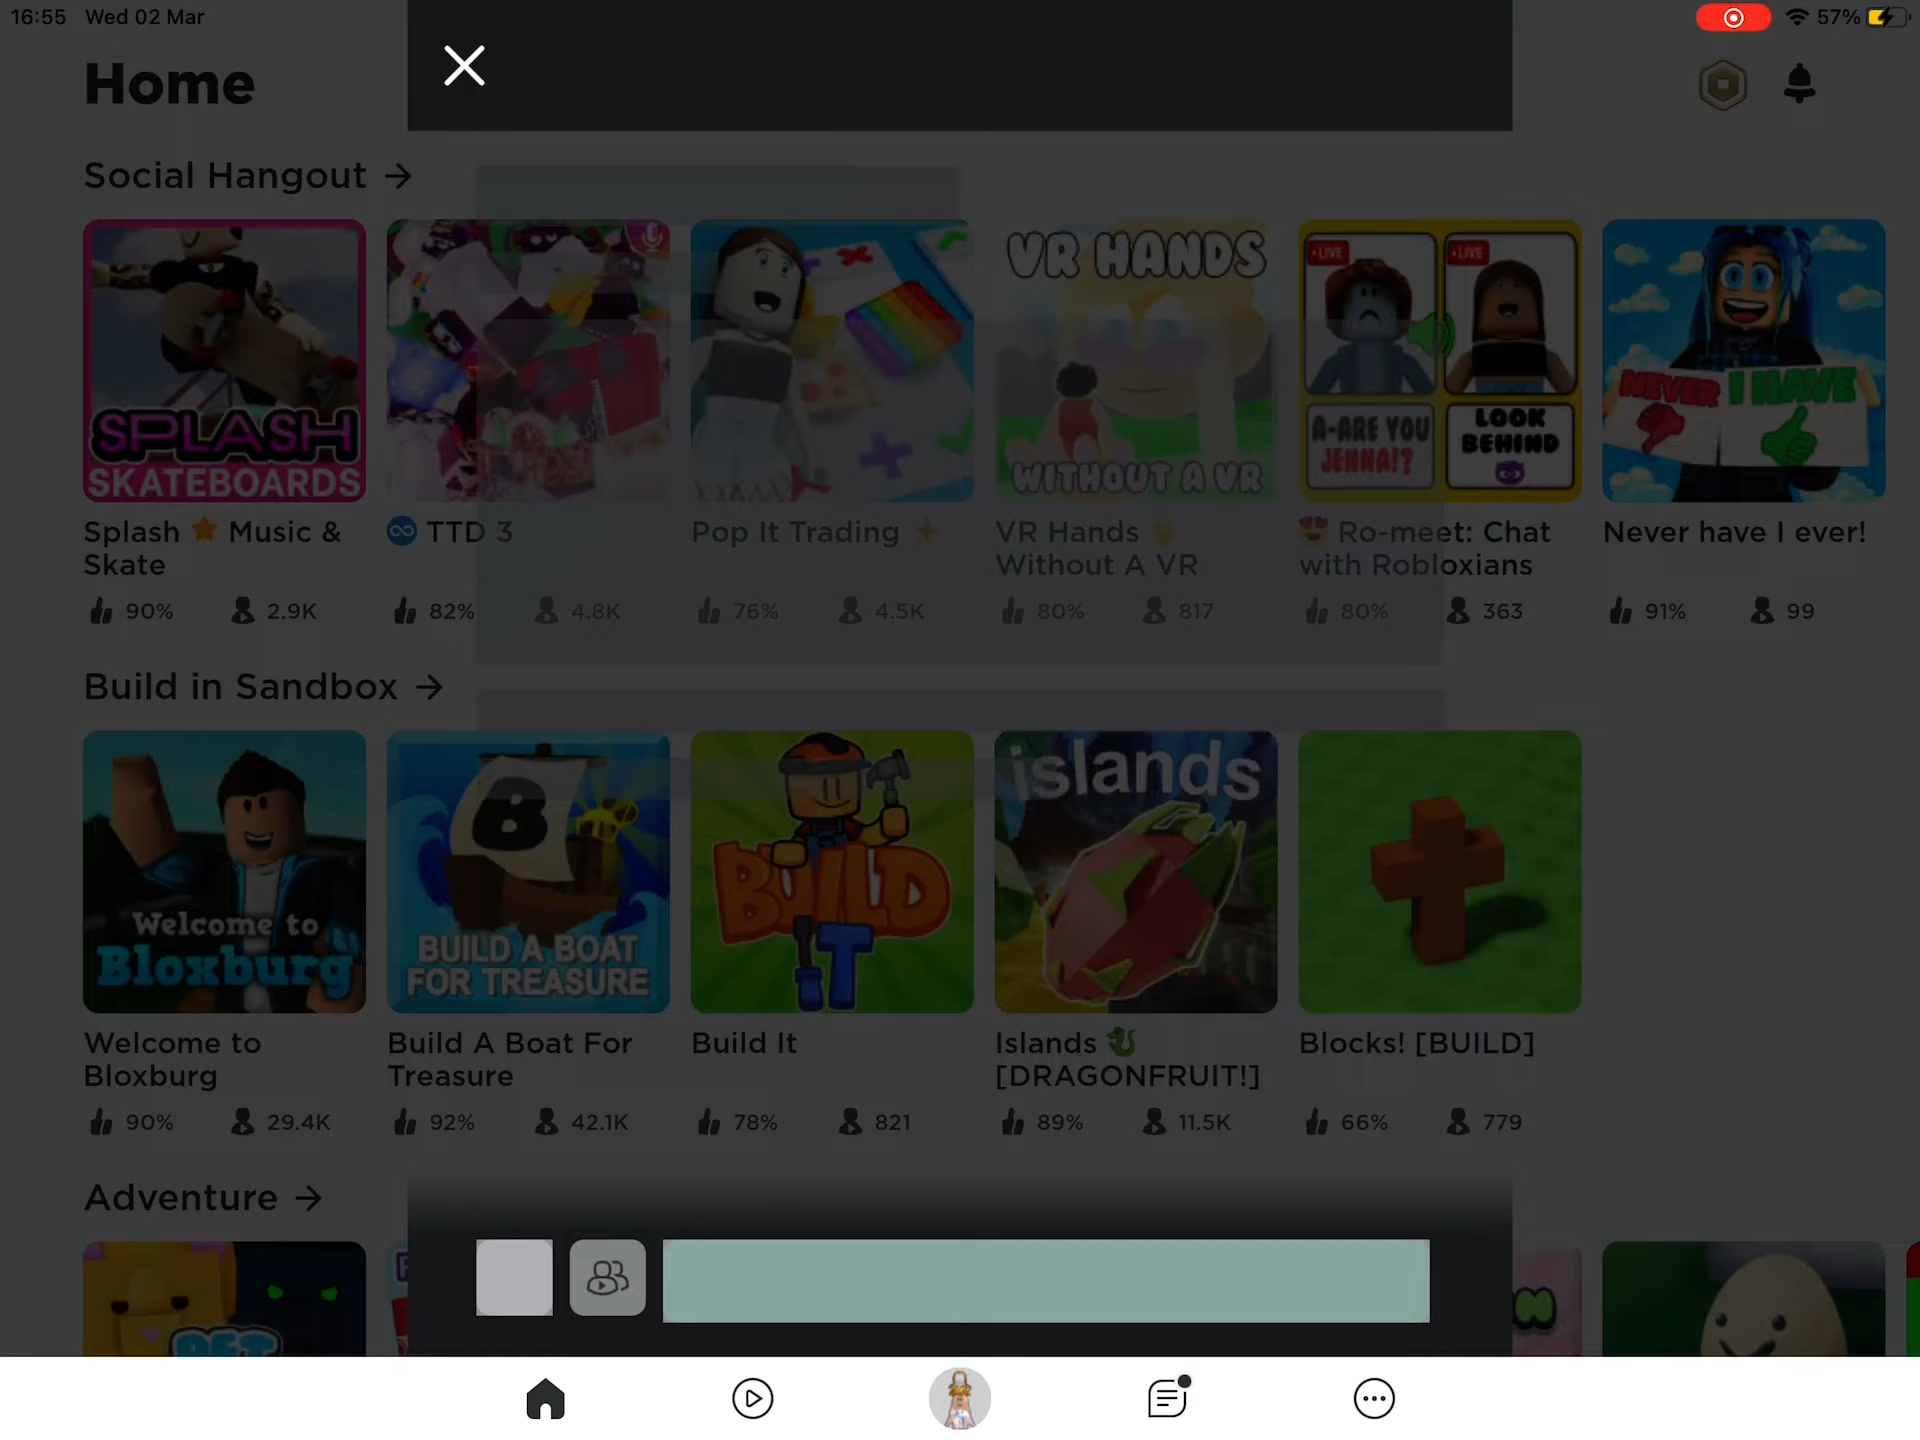 16:55 Wed 02 Mar
57%
Home
Social Hangout →
SPLASH
SKATEBOARDS
VR HANDS
WITHOUT A VR
LIVE
LIVE
A-ARE YOU
JENNA!?
LOOK
BEHIND
NEVER I HAVE
Splash Music &
Skate
TTD 3
Pop It Trading
VR Hands
Without A VR
Ro-meet: Chat
with Robloxians
Never have I ever!
90% 2.9K
82% 4.8K
76% 4.5K
80% 817
80% 363
91% 99
Build in Sandbox →
Welcome to
Bloxburg
B
BUILD A BOAT
FOR TREASURE
BUILD
IT
islands
Welcome to
Bloxburg
Build A Boat For
Treasure
Build It
Islands
[DRAGONFRUIT!]
Blocks! [BUILD]
90% 29.4K
92% 42.1K
78% 821
89% 11.5K
66% 779
Adventure →
PET
N